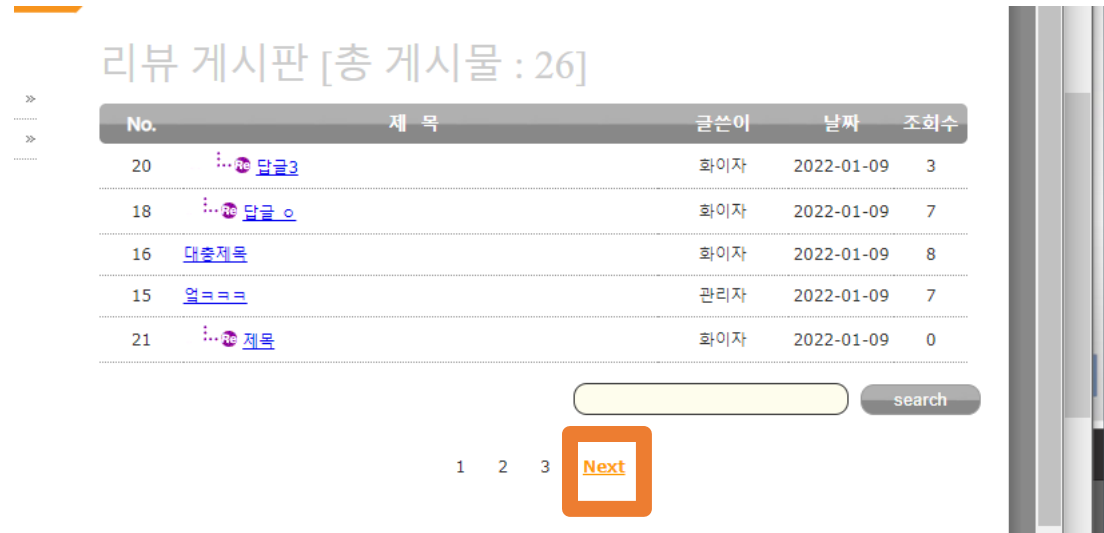 리뷰 게시판 [총 게시물 : 26]
»
»
No. 제 목 글쓴이 날짜 조회수
20 Re 답글3 화이자 2022-01-09 3
18 Re 답글 ㅇ 화이자 2022-01-09 7
16 대충제목 화이자 2022-01-09 8
15 엌ㅋㅋㅋ 관리자 2022-01-09 7
21 Re 제목 화이자 2022-01-09 0
search
1 2 3 Next